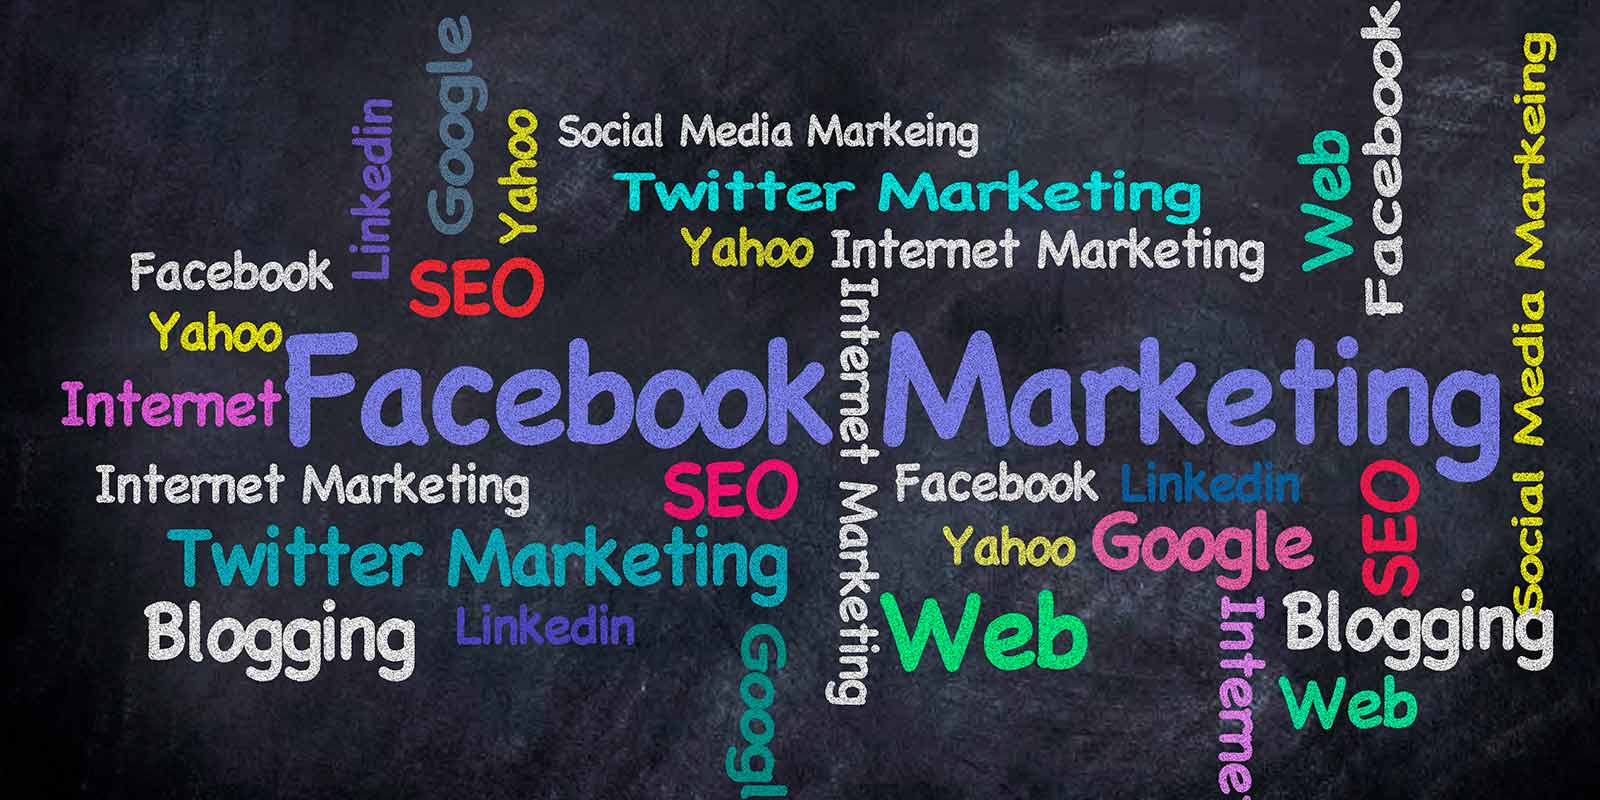 Google
Linkedin
Yahoo
Social Media Markeing
Twitter Marketing
Yahoo
Internet Marketing
Web
Facebook
Social Media Markeing
Facebook
SEO
Yahoo
Internet
Facebook Marketing
Internet Marketing
Internet Marketing
SEO
Facebook
Linkedin
SEO
Twitter Marketing
Yahoo
Google
Blogging
Linkedin
Googl
Web
Interne
Blogging
Web